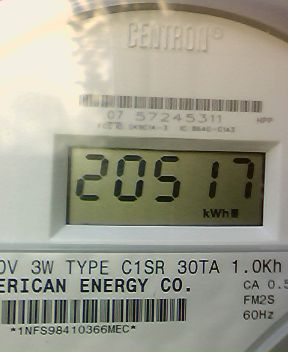 CENTRON®
07 57245311 HPP
20517
kWh
0V 3W TYPE C1SR 30TA 1.0Kh
ERICAN ENERGY CO. CA 0.5
FM2S
60Hz
*1NFS98410366MEC*